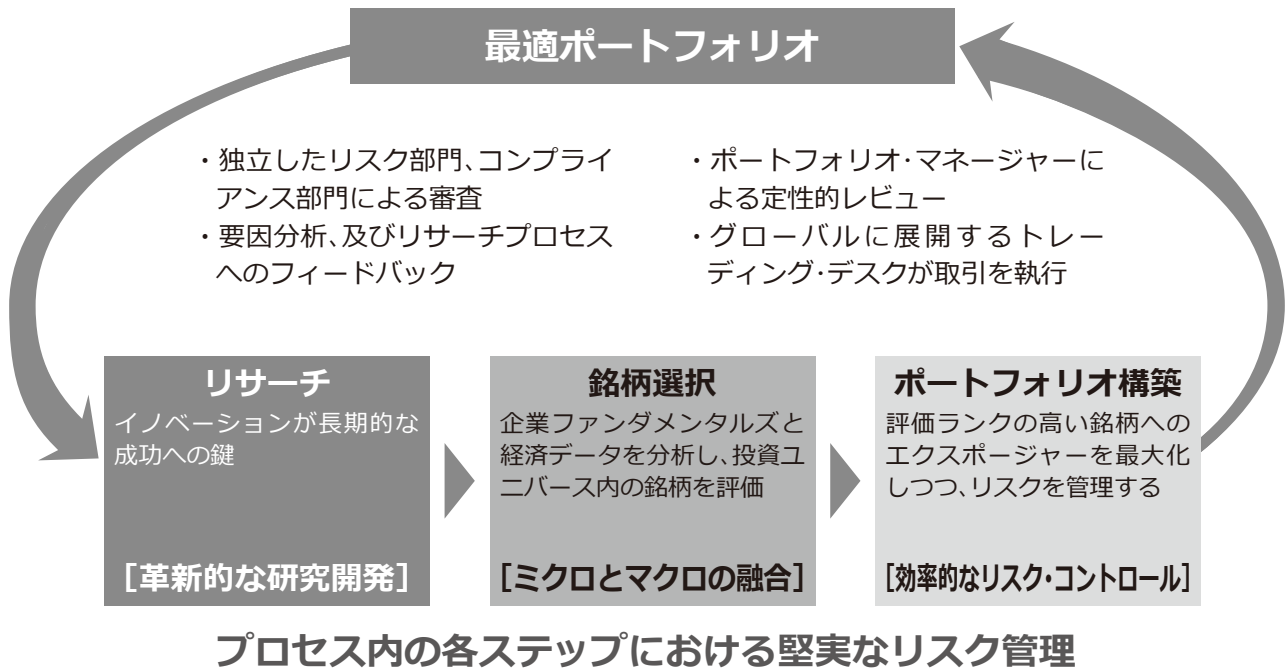 最適ポートフォリオ
・独立したリスク部門、コンプライ
アンス部門による審査
・要因分析、及びリサーチプロセス
へのフィードバック
・ポートフォリオ・マネージャーに
よる定性的レビュー
・グローバルに展開するトレー
ディング・デスクが取引を執行
リサーチ
イノベーションが長期的な
成功への鍵
［革新的な研究開発］
銘柄選択
企業ファンダメンタルズと
経済データを分析し、投資ユ
ニバース内の銘柄を評価
［ミクロとマクロの融合］
ポートフォリオ構築
評価ランクの高い銘柄への
エクスポージャーを最大化
しつつ、リスクを管理する
［効率的なリスク・コントロール］
プロセス内の各ステップにおける堅実なリスク管理